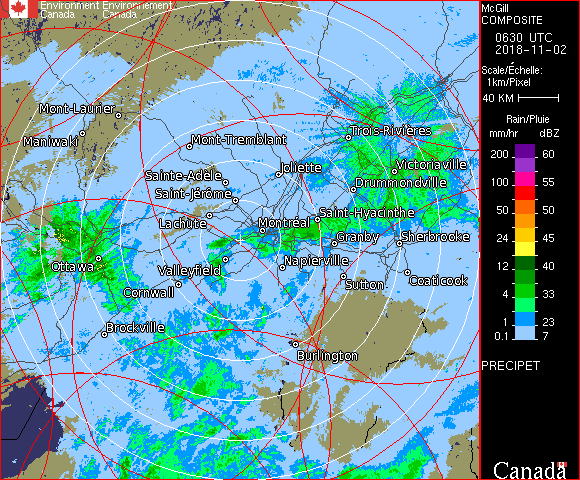 Environment Environnement
Canada Canada
McGill
COMPOSITE
0630 UTC
2018-11-02
Scale/Échelle:
1km/Pixel
40 KM
Rain/Pluie
mm/hr dBZ
200 60
100 55
50 50
24 45
12 40
4 33
1 23
0.1 7
PRECIPET
Canada
Mont-Laurier
Maniwaki
Mont-Tremblant
Trois-Rivières
Sainte-Adèle
Joliette
Victoriaville
Saint-Jérôme
Drummondville
Lachute
Montréal
Saint-Hyacinthe
Granby
Sherbrooke
Ottawa
Valleyfield
Napierville
Cornwall
Sutton
Coaticook
Brockville
Burlington